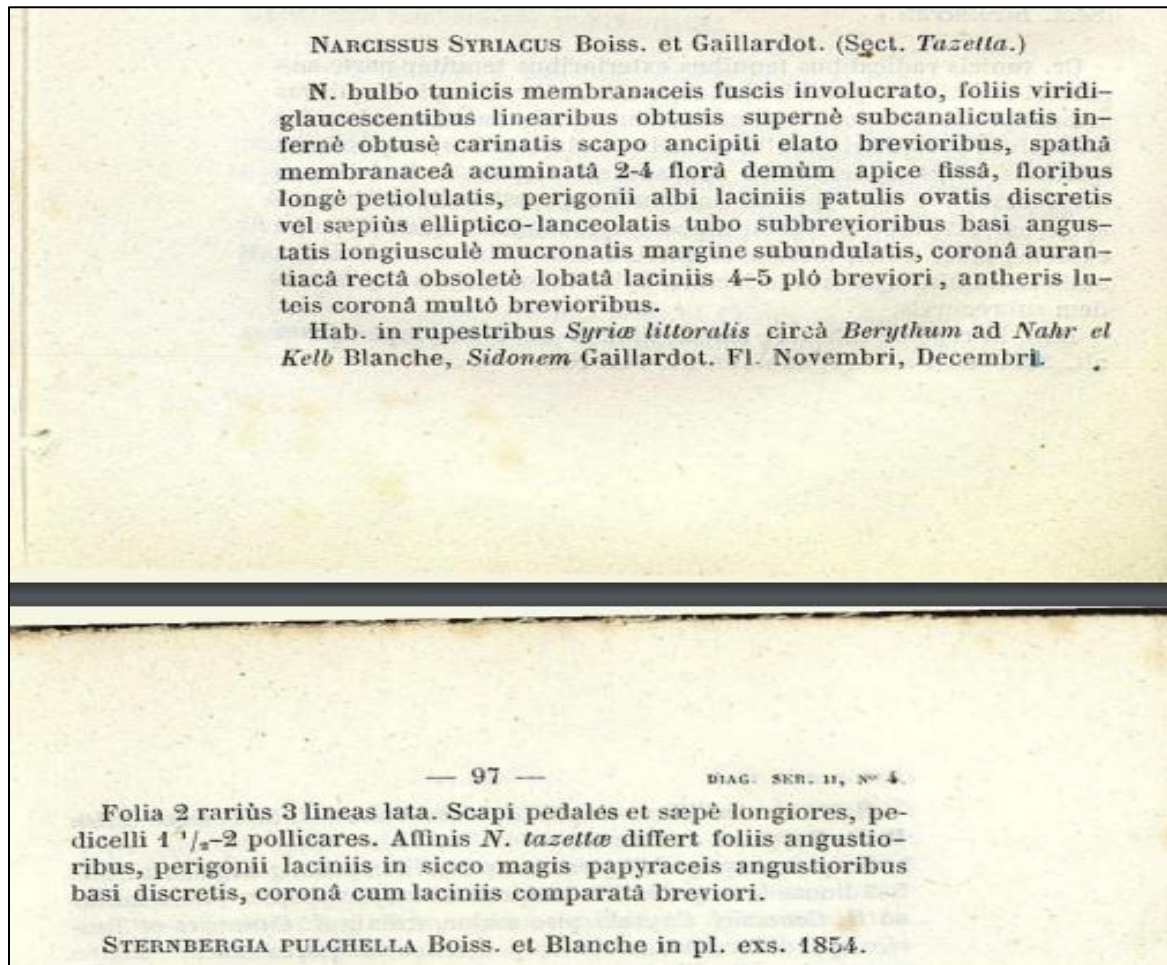 NARCISSUS SYRIACUS Boiss. et Gaillardot. (Sect. Tazetta.)
N. bulbo tunicis membranaceis fuscis involucrato, foliis viridi-
glaucescentibus linearibus obtusis supernè subcanaliculatis in-
fernè obtusè carinatis scapo ancipiti elato brevioribus, spathâ
membranaceâ acuminatâ 2-4 florâ demùm apice fissâ, floribus
longè petiolulatis, perigonii albi laciniis patulis ovatis discretis
vel sæpiùs elliptico-lanceolatis tubo subbrevioribus basi angus-
tatis longiusculè mucronatis margine subundulatis, coronâ auran-
tiacâ rectâ obsoletè lobatâ laciniis 4-5 plò breviori, antheris lu-
teis coronâ multò brevioribus.
Hab. in rupestribus Syriæ littoralis circà Berythum ad Nahr el
Kelb Blanche, Sidonem Gaillardot. Fl. Novembri, Decembri.
— 97 — DIAG. SER. II, Nº 4.
Folia 2 rariùs 3 lineas lata. Scapi pedales et sæpè longiores, pe-
dicelli 1 1/2-2 pollicares. Affinis N. tazettæ differt foliis angustio-
ribus, perigonii laciniis in sicco magis papyraceis angustioribus
basi discretis, coronâ cum laciniis comparatâ breviori.
STERNBERGIA PULCHELLA Boiss. et Blanche in pl. exs. 1854.